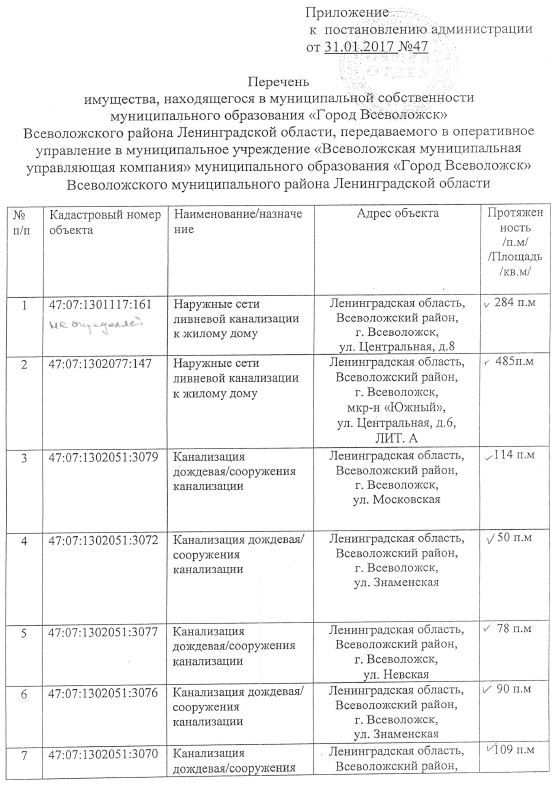 Приложение
к постановлению администрации
от 31.01.2017 №47
Перечень
имущества, находящегося в муниципальной собственности
муниципального образования «Город Всеволожск»
Всеволожского района Ленинградской области, передаваемого в оперативное
управление в муниципальное учреждение «Всеволожская муниципальная
управляющая компания» муниципального образования «Город Всеволожск»
Всеволожского муниципального района Ленинградской области
№ п/п
Кадастровый номер объекта
Наименование/назначе
ние
Адрес объекта
Протяжен
ность
/п.м/
/Площадь
/кв.м/
1
47:07:1301117:161
Наружные сети
ливневой канализации
к жилому дому
Ленинградская область,
Всеволожский район,
г. Всеволожск,
ул. Центральная, д.8
284 п.м
2
47:07:1302077:147
Наружные сети
ливневой канализации
к жилому дому
Ленинградская область,
Всеволожский район,
г. Всеволожск,
мкр-н «Южный»,
ул. Центральная, д.6,
ЛИТ. А
485п.м
3
47:07:1302051:3079
Канализация
дождевая/сооружения
канализации
Ленинградская область,
Всеволожский район,
г. Всеволожск,
ул. Московская
114 п.м
4
47:07:1302051:3072
Канализация дождевая/
сооружения
канализации
Ленинградская область,
Всеволожский район,
г. Всеволожск,
ул. Знаменская
50 п.м
5
47:07:1302051:3077
Канализация
дождевая/сооружения
канализации
Ленинградская область,
Всеволожский район,
г. Всеволожск,
ул. Невская
78 п.м
6
47:07:1302051:3076
Канализация дождевая/
сооружения
канализации
Ленинградская область,
Всеволожский район,
г. Всеволожск,
ул. Знаменская
90 п.м
7
47:07:1302051:3070
Канализация
дождевая/сооружения
Ленинградская область,
Всеволожский район,
109 п.м